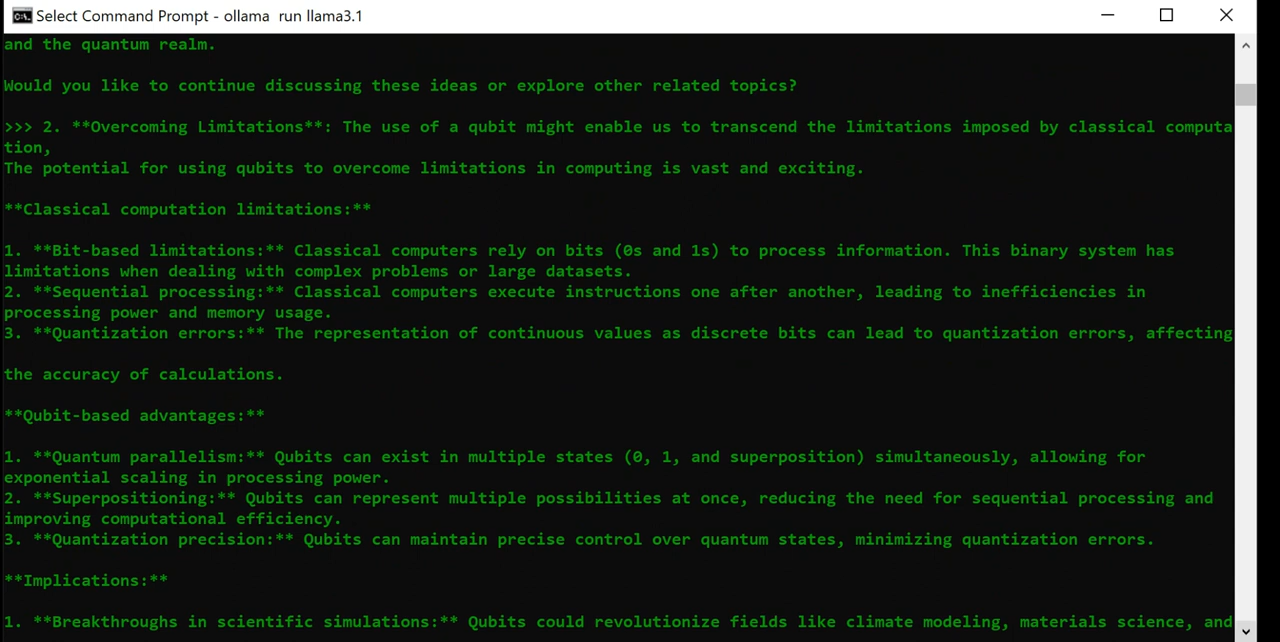 Select Command Prompt - ollama  run llama3.1
and the quantum realm.
Would you like to continue discussing these ideas or explore other related topics?
>>> 2. **Overcoming Limitations**: The use of a qubit might enable us to transcend the limitations imposed by classical computa
tion,
The potential for using qubits to overcome limitations in computing is vast and exciting.
**Classical computation limitations:**
1. **Bit-based limitations:** Classical computers rely on bits (0s and 1s) to process information. This binary system has
limitations when dealing with complex problems or large datasets.
2. **Sequential processing:** Classical computers execute instructions one after another, leading to inefficiencies in
processing power and memory usage.
3. **Quantization errors:** The representation of continuous values as discrete bits can lead to quantization errors, affecting
the accuracy of calculations.
**Qubit-based advantages:**
1. **Quantum parallelism:** Qubits can exist in multiple states (0, 1, and superposition) simultaneously, allowing for
exponential scaling in processing power.
2. **Superpositioning:** Qubits can represent multiple possibilities at once, reducing the need for sequential processing and
improving computational efficiency.
3. **Quantization precision:** Qubits can maintain precise control over quantum states, minimizing quantization errors.
**Implications:**
1. **Breakthroughs in scientific simulations:** Qubits could revolutionize fields like climate modeling, materials science, and